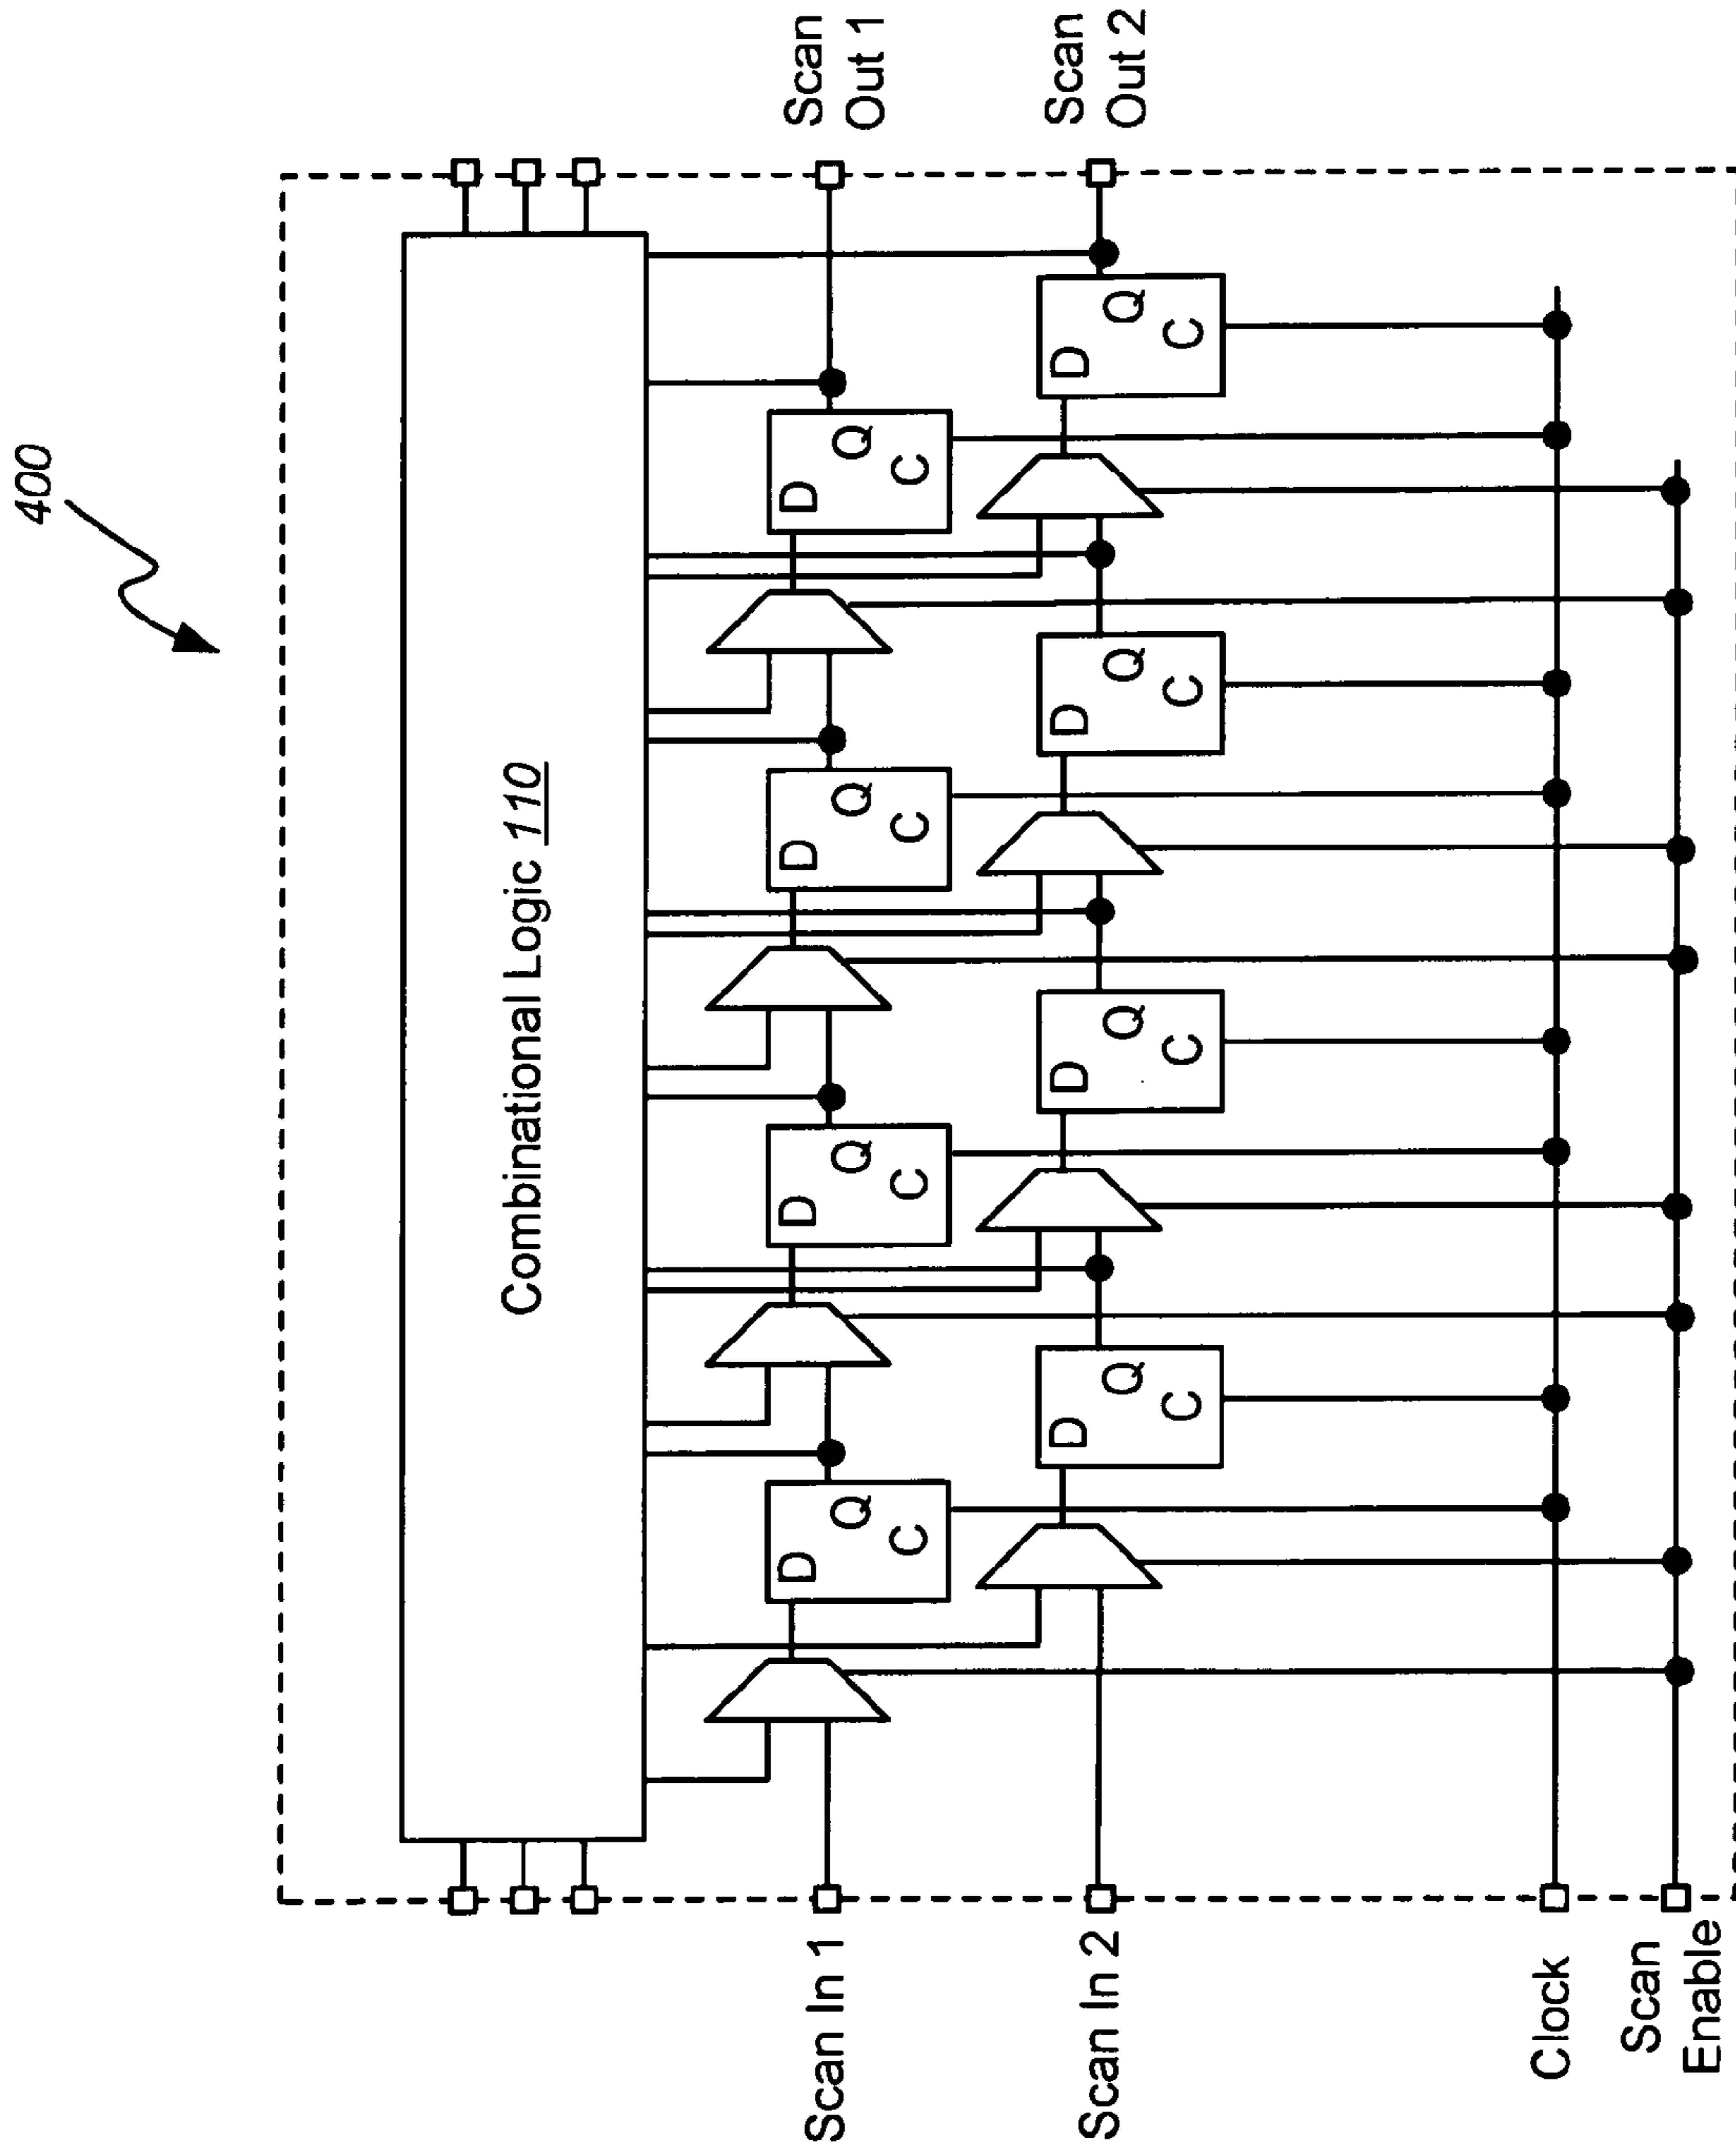 400
Combinational Logic 110
Scan In 1
D
Q
C
D
Q
C
D
Q
C
D
Q
C
Scan
Out 1
Scan In 2
D
Q
C
D
Q
C
D
Q
C
D
Q
C
Scan
Out 2
Clock
Scan
Enable